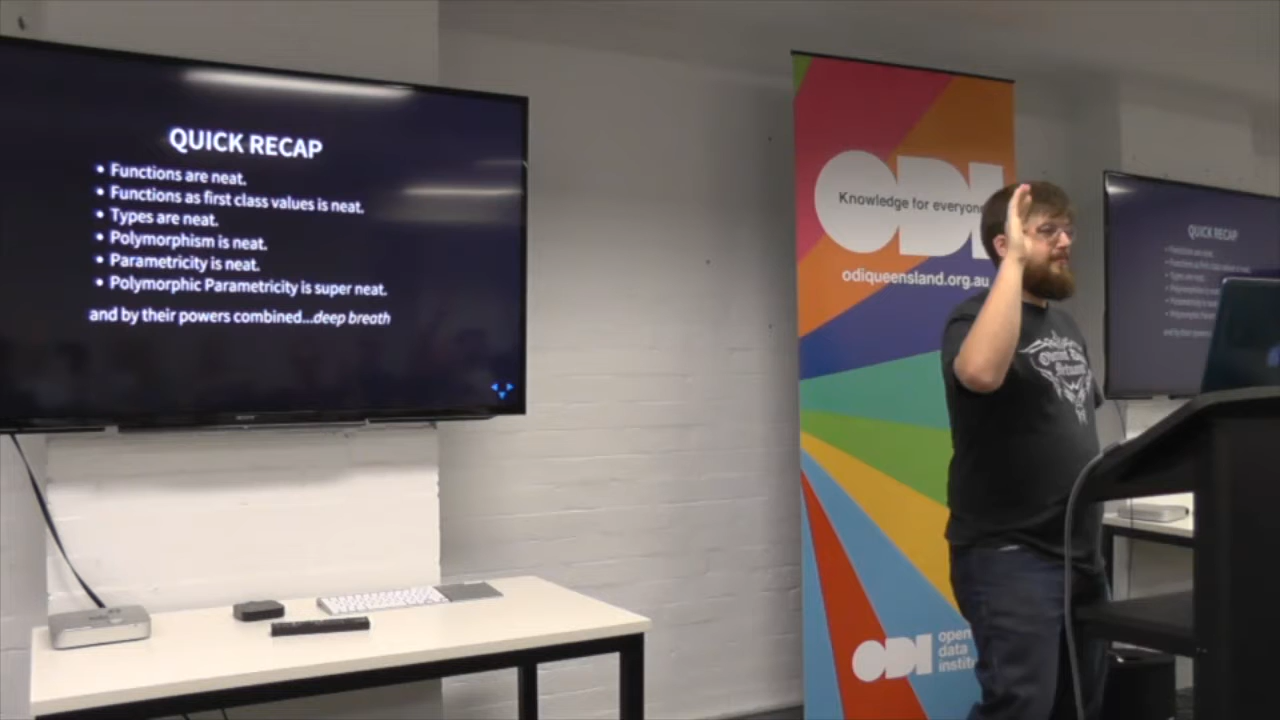 QUICK RECAP
• Functions are neat.
• Functions as first class values is neat.
• Types are neat.
• Polymorphism is neat.
• Parametricity is neat.
• Polymorphic Parametricity is super neat.
and by their powers combined...deep breath
ODI
Knowledge for everyone
odiqueensland.org.au
ODI
open
data
institu
QUICK RECAP